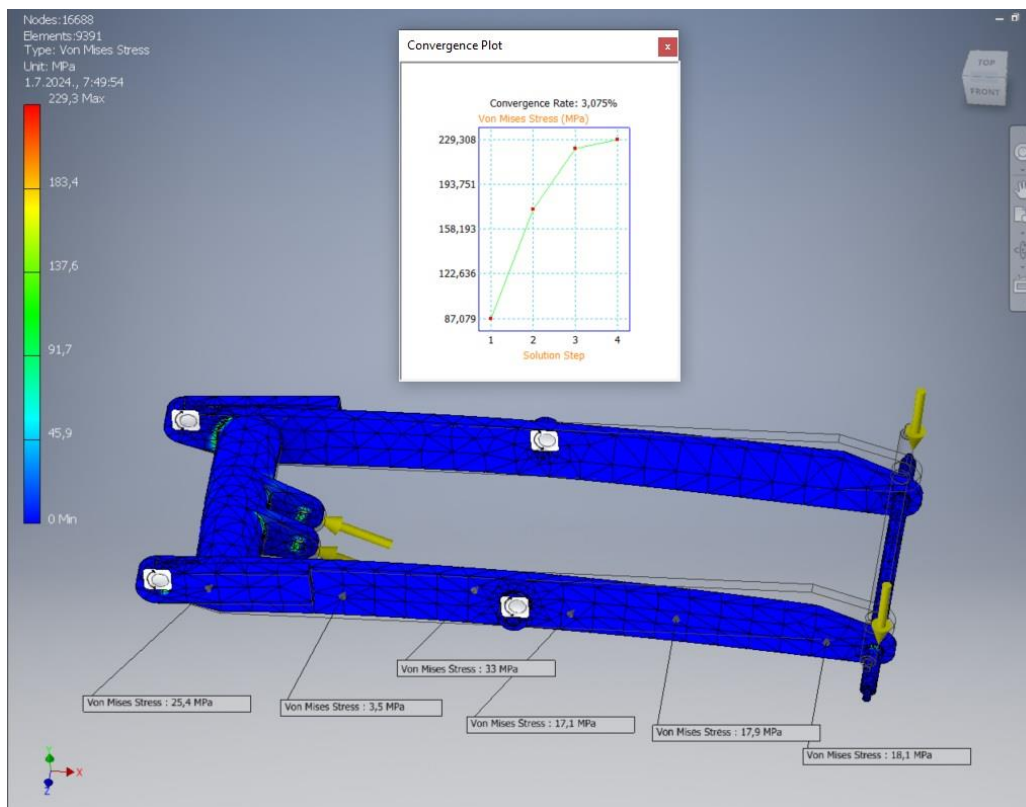 Nodes:16688
Elements:9391
Type: Von Mises Stress
Unit: MPa
1.7.2024., 7:49:54
229,3 Max
183,4
137,6
91,7
45,9
0 Min
Convergence Plot
x
Convergence Rate: 3,075%
Von Mises Stress (MPa)
229,308
193,751
158,193
122,636
87,079
1 2 3 4
Solution Step
TOP
FRONT
Von Mises Stress : 33 MPa
Von Mises Stress : 25,4 MPa
Von Mises Stress : 3,5 MPa
Von Mises Stress : 17,1 MPa
Von Mises Stress : 17,9 MPa
Von Mises Stress : 18,1 MPa
Y
X
Z